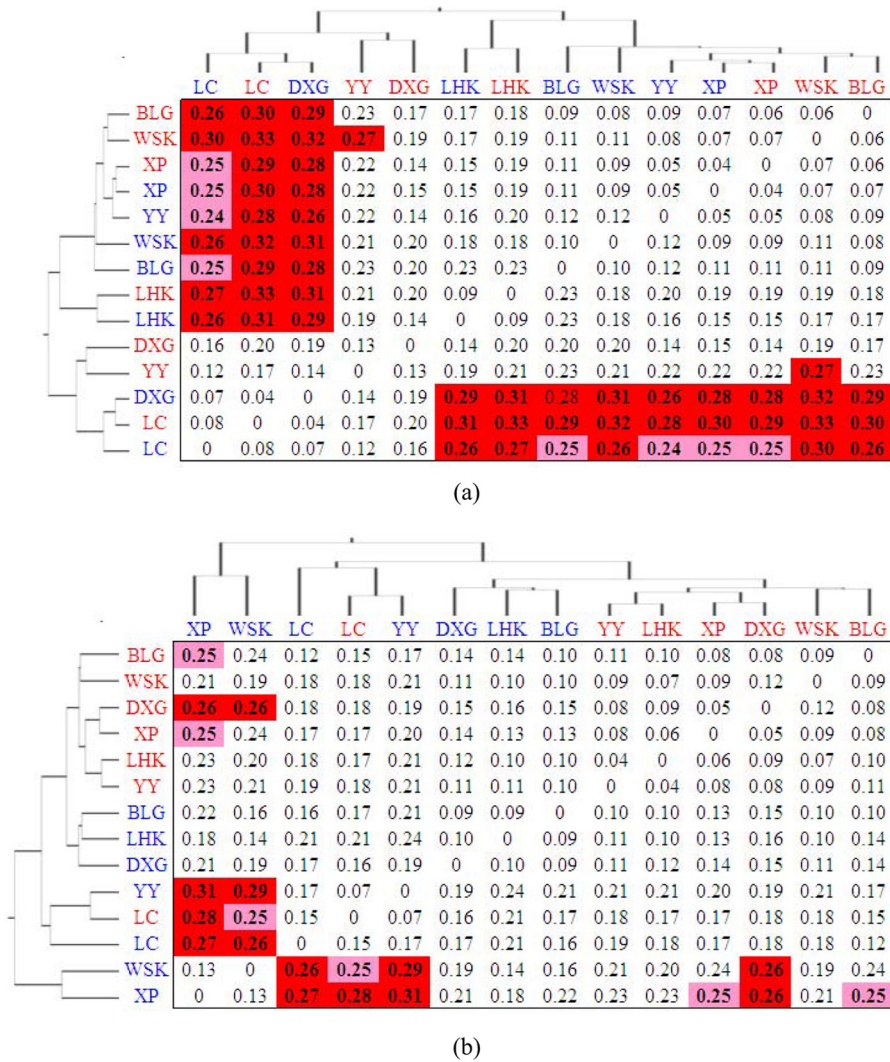 LC LC DXG YY DXG LHK LHK BLG WSK YY XP XP WSK BLG
BLG 0.26 0.30 0.29 0.23 0.17 0.17 0.18 0.09 0.08 0.09 0.07 0.06 0.06 0
WSK 0.30 0.33 0.32 0.27 0.19 0.17 0.19 0.11 0.11 0.08 0.07 0.07 0 0.06
XP 0.25 0.29 0.28 0.22 0.14 0.15 0.19 0.11 0.09 0.05 0.04 0 0.07 0.06
XP 0.25 0.30 0.28 0.22 0.15 0.15 0.19 0.11 0.09 0.05 0 0.04 0.07 0.07
YY 0.24 0.28 0.26 0.22 0.14 0.16 0.20 0.12 0.12 0 0.05 0.05 0.08 0.09
WSK 0.26 0.32 0.31 0.21 0.20 0.18 0.18 0.10 0 0.12 0.09 0.09 0.11 0.08
BLG 0.25 0.29 0.28 0.23 0.20 0.23 0.23 0 0.10 0.12 0.11 0.11 0.11 0.09
LHK 0.27 0.33 0.31 0.21 0.20 0.09 0 0.23 0.18 0.20 0.19 0.19 0.19 0.18
LHK 0.26 0.31 0.29 0.19 0.14 0 0.09 0.23 0.18 0.16 0.15 0.15 0.17 0.17
DXG 0.16 0.20 0.19 0.13 0 0.14 0.20 0.20 0.20 0.14 0.15 0.14 0.19 0.17
YY 0.12 0.17 0.14 0 0.13 0.19 0.21 0.23 0.21 0.22 0.22 0.22 0.27 0.23
DXG 0.07 0.04 0 0.14 0.19 0.29 0.31 0.28 0.31 0.26 0.28 0.28 0.32 0.29
LC 0.08 0 0.04 0.17 0.20 0.31 0.33 0.29 0.32 0.28 0.30 0.29 0.33 0.30
LC 0 0.08 0.07 0.12 0.16 0.26 0.27 0.25 0.26 0.24 0.25 0.25 0.30 0.26
(a)
XP WSK LC LC YY DXG LHK BLG YY LHK XP DXG WSK BLG
BLG 0.25 0.24 0.12 0.15 0.17 0.14 0.14 0.10 0.11 0.10 0.08 0.08 0.09 0
WSK 0.21 0.19 0.18 0.18 0.21 0.11 0.10 0.10 0.09 0.07 0.09 0.12 0 0.09
DXG 0.26 0.26 0.18 0.18 0.19 0.15 0.16 0.15 0.08 0.09 0.05 0 0.12 0.08
XP 0.25 0.24 0.17 0.17 0.20 0.14 0.13 0.13 0.08 0.06 0 0.05 0.09 0.08
LHK 0.23 0.20 0.18 0.17 0.21 0.12 0.10 0.10 0.04 0 0.06 0.09 0.07 0.10
YY 0.23 0.21 0.19 0.18 0.21 0.11 0.11 0.10 0 0.04 0.08 0.08 0.09 0.11
BLG 0.22 0.16 0.16 0.17 0.21 0.09 0.09 0 0.10 0.10 0.13 0.15 0.10 0.10
LHK 0.18 0.14 0.21 0.21 0.24 0.10 0 0.09 0.11 0.10 0.13 0.16 0.10 0.14
DXG 0.21 0.19 0.17 0.16 0.19 0 0.10 0.09 0.11 0.12 0.14 0.15 0.11 0.14
YY 0.31 0.29 0.17 0.07 0 0.19 0.24 0.21 0.21 0.21 0.20 0.19 0.21 0.17
LC 0.28 0.25 0.15 0 0.07 0.16 0.21 0.17 0.18 0.17 0.17 0.18 0.18 0.15
LC 0.27 0.26 0 0.15 0.17 0.17 0.21 0.16 0.19 0.18 0.17 0.18 0.18 0.12
WSK 0.13 0 0.26 0.25 0.29 0.19 0.14 0.16 0.21 0.20 0.24 0.26 0.19 0.24
XP 0 0.13 0.27 0.28 0.31 0.21 0.18 0.22 0.23 0.23 0.25 0.26 0.21 0.25
(b)